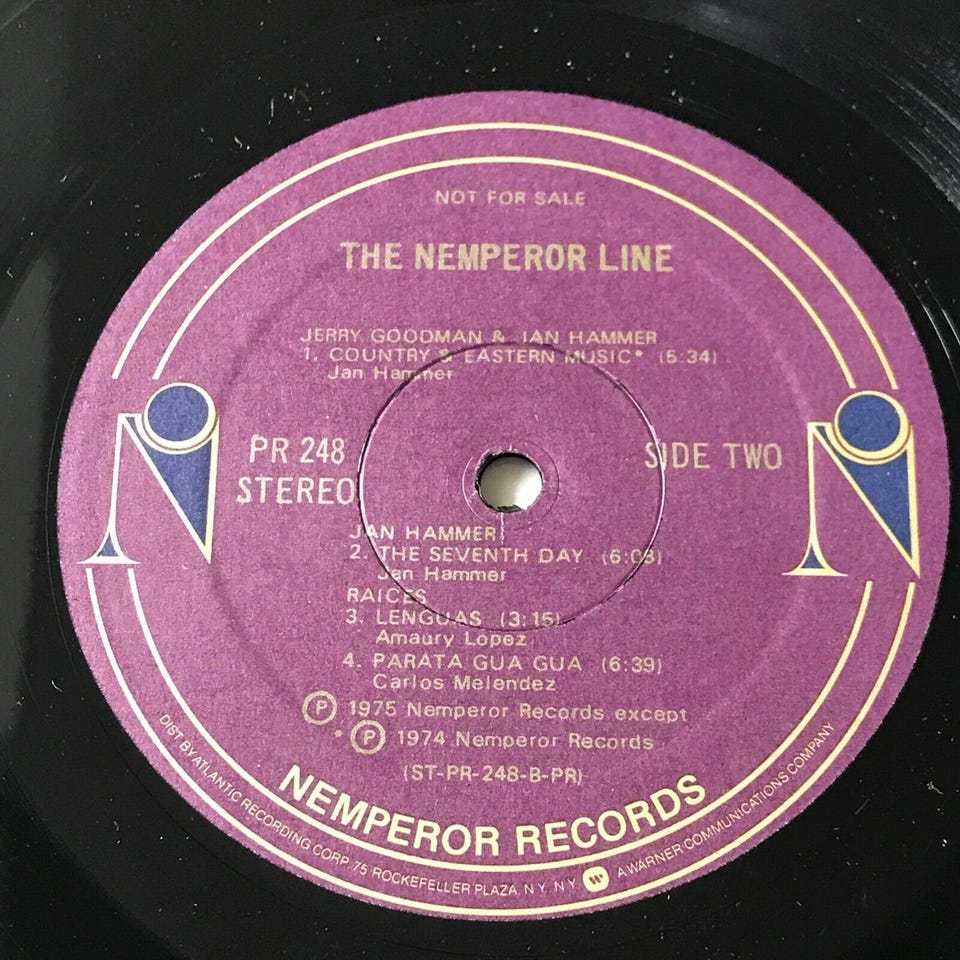 NOT FOR SALE
THE NEMPEROR LINE
JERRY GOODMAN & JAN HAMMER
1. COUNTRY & EASTERN MUSIC* (5:34)
Jan Hammer
PR 248
STEREO
SIDE TWO
JAN HAMMER
2. THE SEVENTH DAY (6:03)
Jan Hammer
RAICES
3. LENGUAS (3:15)
Amaury Lopez
4. PARATA GUA GUA (6:39)
Carlos Melendez
Ⓟ 1975 Nemperor Records except
* Ⓟ 1974 Nemperor Records
(ST-PR-248-B-PR)
NEMPEROR RECORDS
DIST BY ATLANTIC RECORDING CORP. 75 ROCKEFELLER PLAZA, N.Y. N.Y. W A WARNER COMMUNICATIONS COMPANY